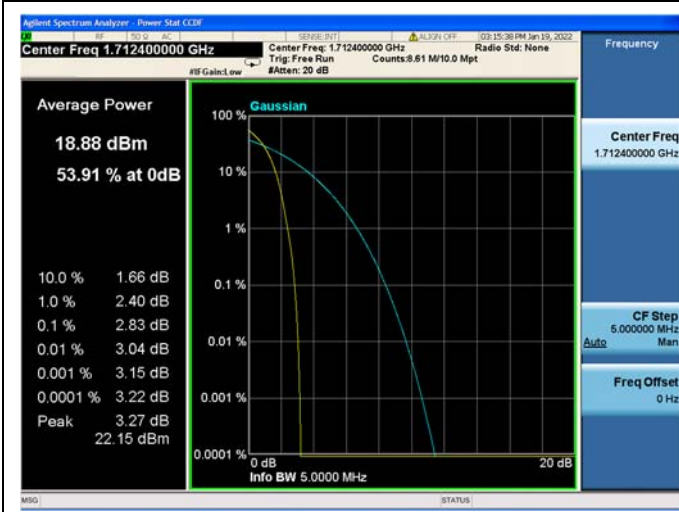 Agilent Spectrum Analyzer - Power Stat CCDF
RF 50 Ω AC SENSE:INT ALIGN OFF 03:15:38 PM Jan 19, 2022
Center Freq 1.712400000 GHz
Center Freq: 1.712400000 GHz Radio Std: None
Trig: Free Run Counts:8.61 M/10.0 Mpt
#IFGain:Low #Atten: 20 dB
Frequency
Average Power
18.88 dBm
53.91 % at 0dB
10.0 % 1.66 dB
1.0 % 2.40 dB
0.1 % 2.83 dB
0.01 % 3.04 dB
0.001 % 3.15 dB
0.0001 % 3.22 dB
Peak 3.27 dB
22.15 dBm
Gaussian
100 %
10 %
1 %
0.1 %
0.01 %
0.001 %
0.0001 %
0 dB 20 dB
Info BW 5.0000 MHz
Center Freq
1.712400000 GHz
CF Step
5.000000 MHz
Auto Man
Freq Offset
0 Hz
MSG STATUS